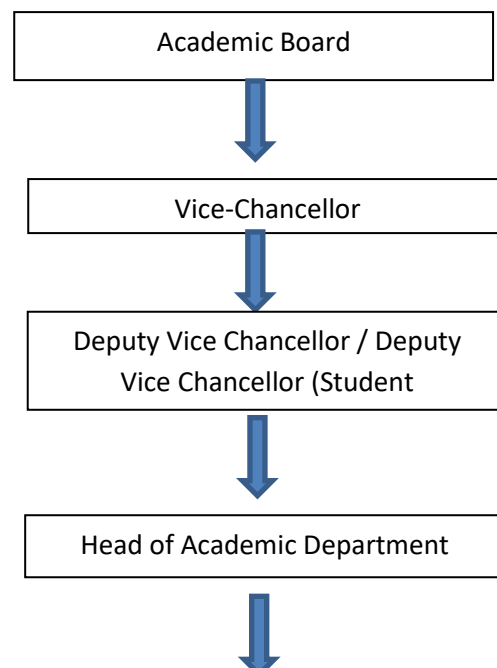 Academic Board
Vice-Chancellor
Deputy Vice Chancellor / Deputy
Vice Chancellor (Student
Head of Academic Department